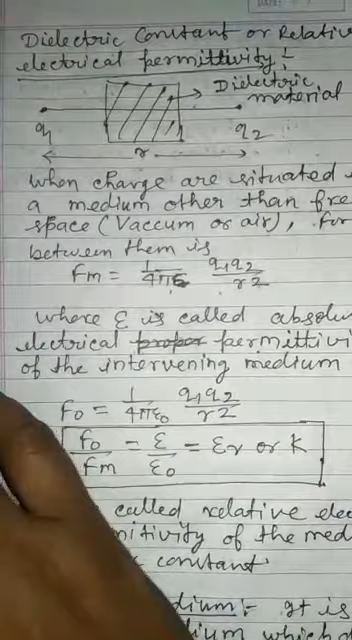 Dielectric Constant or Relative
electrical permittivity:-
→ Dielectric
material
q1 q2
r
When charge are situated
a medium other than free
space (Vaccum or air), for
between them is
Fm = 1/4πε q1q2/r2
where ε is called absolu
electrical permittivi
of the intervening medium
Fo = 1/4πε0 q1q2/r2
Fo/Fm = ε/ε0 = εr or K
called relative elec
mitivity of the med
constant
dium:- It is
dium which